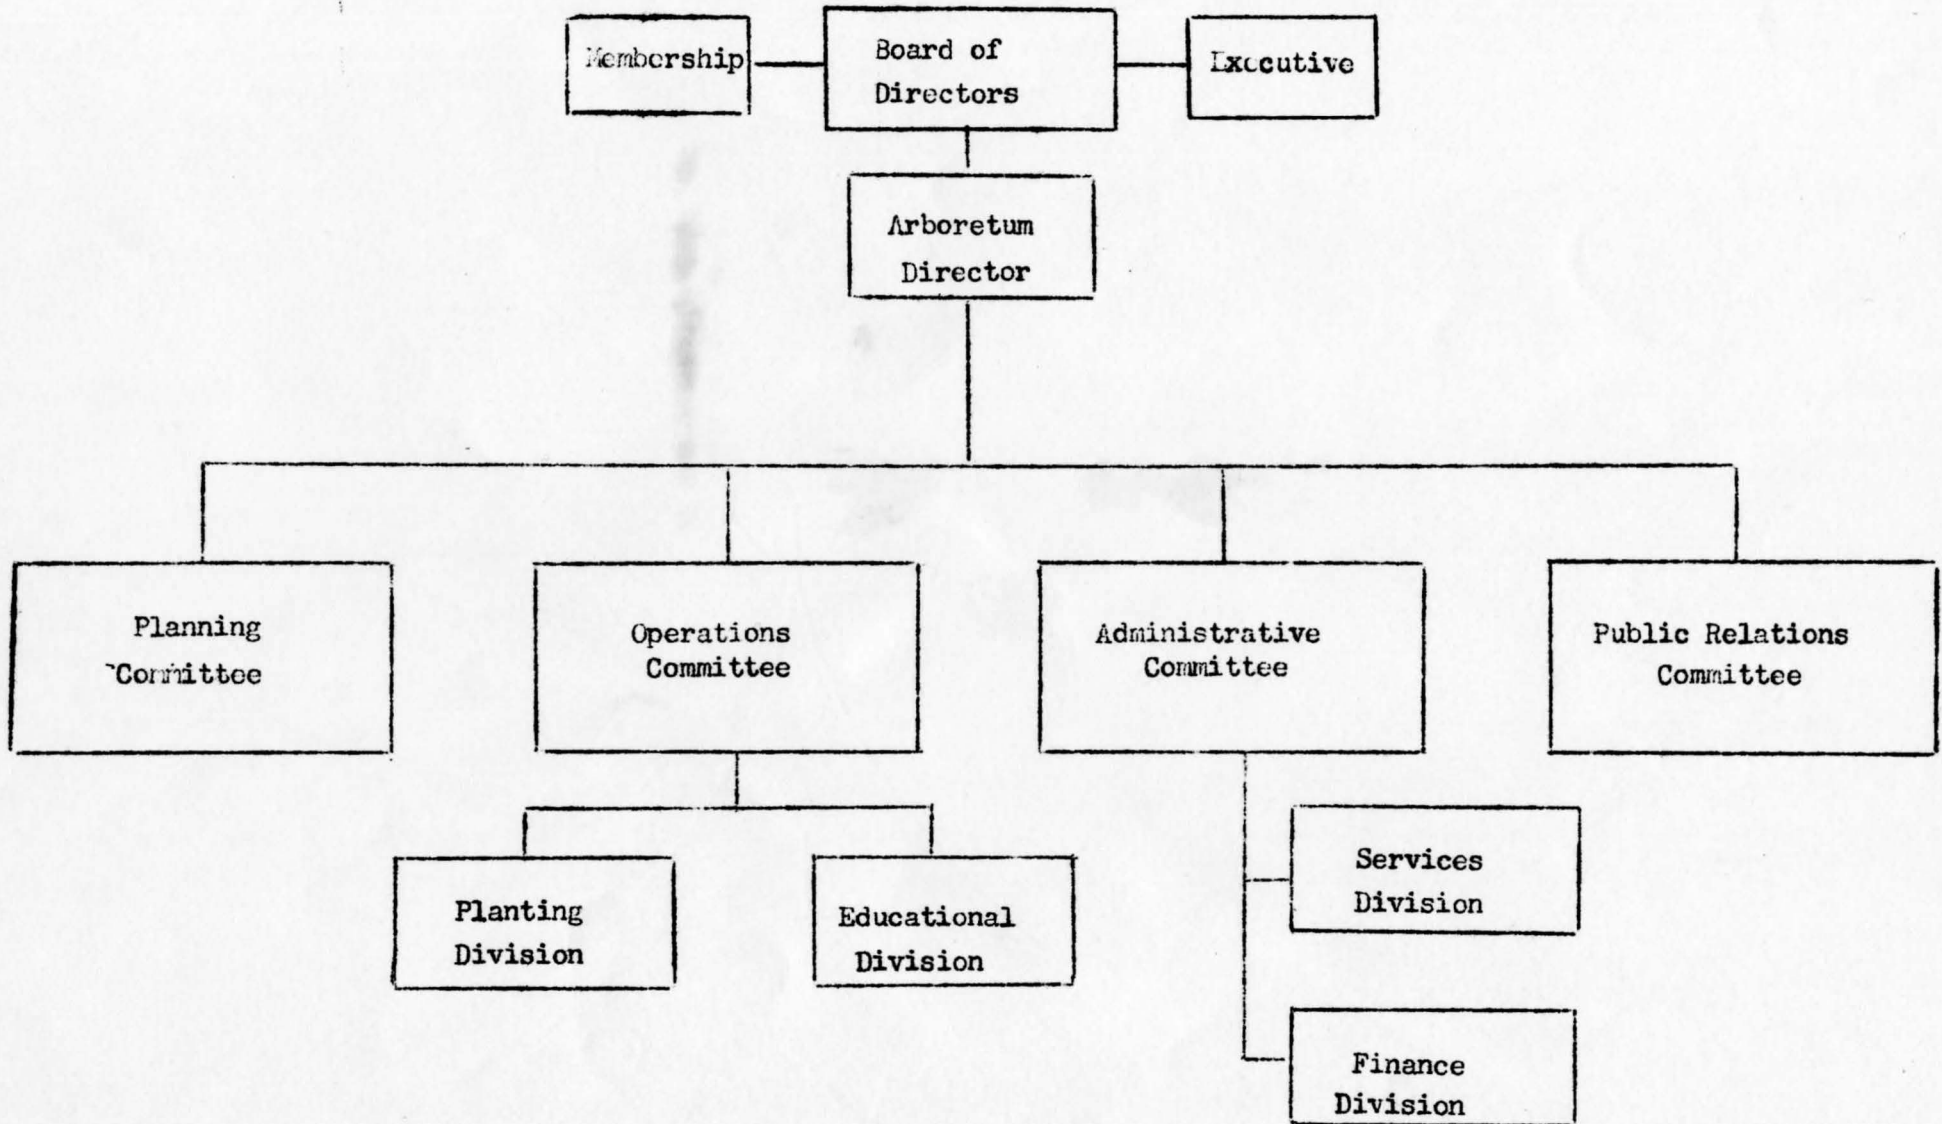 Membership
Board of
Directors
Executive
Arboretum
Director
Planning
Committee
Operations
Committee
Administrative
Committee
Public Relations
Committee
Planting
Division
Educational
Division
Services
Division
Finance
Division